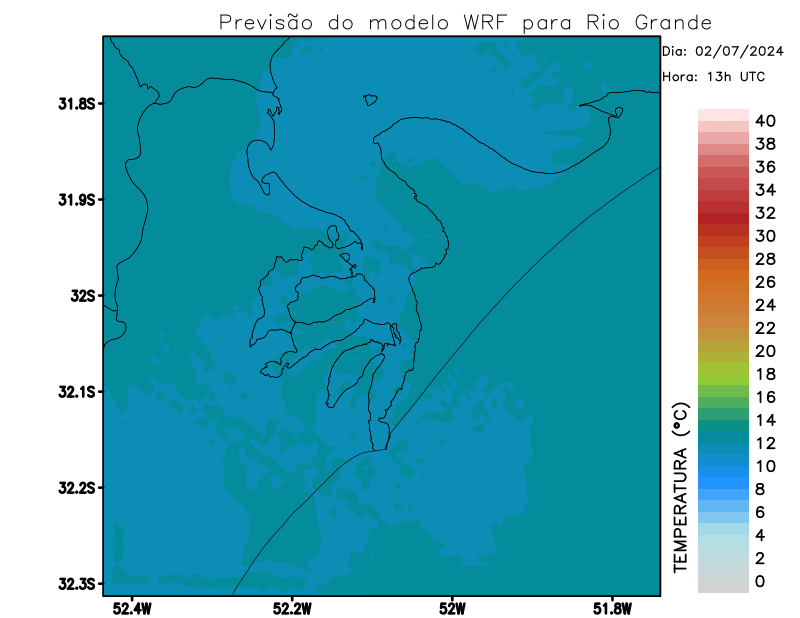 Previsão do modelo WRF para Rio Grande
Dia: 02/07/2024
Hora: 13h UTC
31.8S
31.9S
32S
32.1S
32.2S
32.3S
52.4W
52.2W
52W
51.8W
TEMPERATURA (°C)
40
38
36
34
32
30
28
26
24
22
20
18
16
14
12
10
8
6
4
2
0